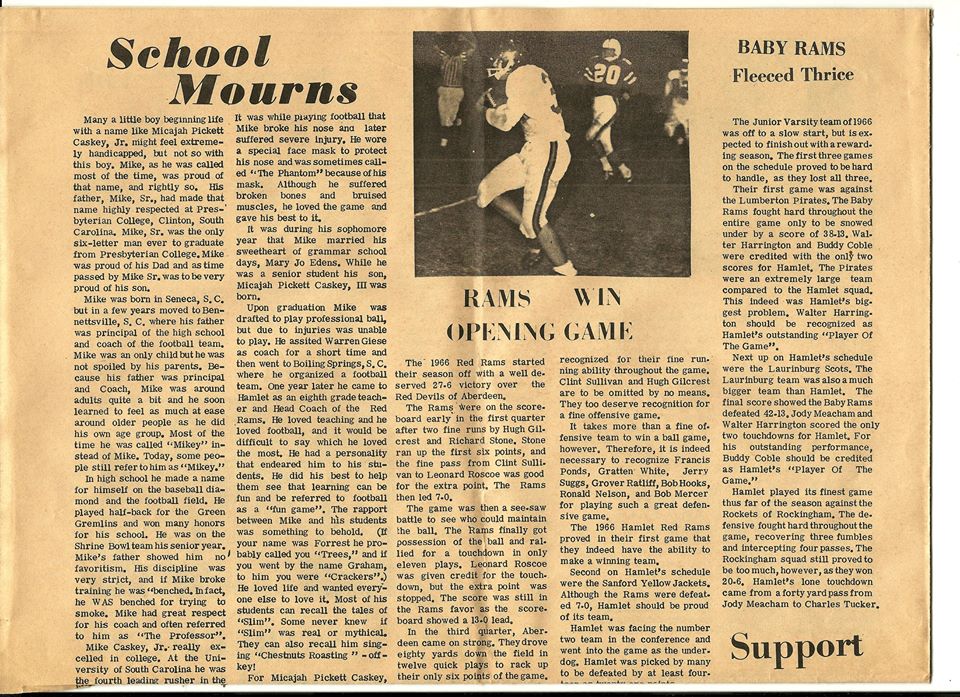 School
Mourns
Many a little boy beginning life
with a name like Micajah Pickett
Caskey, Jr. might feel extreme-
ly handicapped, but not so with
this boy. Mike, as he was called
most of the time, was proud of
that name, and rightly so. His
father, Mike, Sr., had made that
name highly respected at Pres-
byterian College, Clinton, South
Carolina. Mike, Sr. was the only
six-letter man ever to graduate
from Presbyterian College. Mike
was proud of his Dad and as time
passed by Mike Sr. was to be very
proud of his son.
Mike was born in Seneca, S. C.
but in a few years moved to Ben-
nettsville, S. C. where his father
was principal of the high school
and coach of the football team.
Mike was an only child but he was
not spoiled by his parents. Be-
cause his father was principal
and Coach, Mike was around
adults quite a bit and he soon
learned to feel as much at ease
around older people as he did
his own age group. Most of the
time he was called "Mikey" in-
stead of Mike. Today, some peo-
ple still refer to him as "Mikey."
In high school he made a name
for himself on the baseball dia-
mond and the football field. He
played half-back for the Green
Gremlins and won many honors
for his school. He was on the
Shrine Bowl team his senior year.
Mike's father showed him no
favoritism. His discipline was
very strict, and if Mike broke
training he was "benched. In fact,
he WAS benched for trying to
smoke. Mike had great respect
for his coach and often referred
to him as "The Professor".
Mike Caskey, Jr. really ex-
celled in college. At the Uni-
versity of South Carolina he was
the fourth leading rusher in the
It was while playing football that
Mike broke his nose and later
suffered severe injury. He wore
a special face mask to protect
his nose and was sometimes call-
ed "The Phantom" because of his
mask. Although he suffered
broken bones and bruised
muscles, he loved the game and
gave his best to it.
It was during his sophomore
year that Mike married his
sweetheart of grammar school
days, Mary Jo Edens. While he
was a senior student his son,
Micajah Pickett Caskey, III was
born.
Upon graduation Mike was
drafted to play professional ball,
but due to injuries was unable
to play. He assited Warren Giese
as coach for a short time and
then went to Boiling Springs, S. C.
where he organized a football
team. One year later he came to
Hamlet as an eighth grade teach-
er and Head Coach of the Red
Rams. He loved teaching and he
loved football, and it would be
difficult to say which he loved
the most. He had a personality
that endeared him to his stu-
dents. He did his best to help
them see that learning can be
fun and be referred to football
as a "fun game". The rapport
between Mike and his students
was something to behold. (If
your name was Forrest he pro-
bably called you "Trees," and if
you went by the name Graham,
to him you were "Crackers".)
He loved life and wanted every-
one else to love it. Most of his
students can recall the tales of
"Slim". Some never knew if
"Slim" was real or mythical.
They can also recall him sing-
ing "Chestnuts Roasting" - off-
key!
For Micajah Pickett Caskey,
20
RAMS WIN
OPENING GAME
The 1966 Red Rams started
their season off with a well de-
served 27-6 victory over the
Red Devils of Aberdeen.
The Rams were on the score-
board early in the first quarter
after two fine runs by Hugh Gil-
crest and Richard Stone. Stone
ran up the first six points, and
the fine pass from Clint Sulli-
van to Leonard Roscoe was good
for the extra point. The Rams
then led 7-0.
The game was then a see-saw
battle to see who could maintain
the ball. The Rams finally got
possession of the ball and ral-
lied for a touchdown in only
eleven plays. Leonard Roscoe
was given credit for the touch-
down, but the extra point was
stopped. The score was still in
the Rams favor as the score-
board showed a 13-0 lead.
In the third quarter, Aber-
deen came on strong. They drove
eighty yards down the field in
twelve quick plays to rack up
their only six points of the game.
recognized for their fine run-
ning ability throughout the game.
Clint Sullivan and Hugh Gilcrest
are to be omitted by no means.
They too deserve recognition for
a fine offensive game.
It takes more than a fine of-
fensive team to win a ball game,
however. Therefore, it is indeed
necessary to recognize Francis
Ponds, Gratten White, Jerry
Suggs, Grover Ratliff, Bob Hooks,
Ronald Nelson, and Bob Mercer
for playing such a great defen-
sive game.
The 1966 Hamlet Red Rams
proved in their first game that
they indeed have the ability to
make a winning team.
Second on Hamlet's schedule
were the Sanford Yellow Jackets.
Although the Rams were defeat-
ed 7-0, Hamlet should be proud
of its team.
Hamlet was facing the number
two team in the conference and
went into the game as the under-
dog. Hamlet was picked by many
to be defeated by at least four-
BABY RAMS
Fleeced Thrice
The Junior Varsity team of 1966
was off to a slow start, but is ex-
pected to finish out with a reward-
ing season. The first three games
on the schedule proved to be hard
to handle, as they lost all three.
Their first game was against
the Lumberton Pirates. The Baby
Rams fought hard throughout the
entire game only to be snowed
under by a score of 38-13. Wal-
ter Harrington and Buddy Coble
were credited with the only two
scores for Hamlet. The Pirates
were an extremely large team
compared to the Hamlet squad.
This indeed was Hamlet's big-
gest problem. Walter Harring-
ton should be recognized as
Hamlet's outstanding "Player Of
The Game".
Next up on Hamlet's schedule
were the Laurinburg Scots. The
Laurinburg team was also a much
bigger team than Hamlet. The
final score showed the Baby Rams
defeated 42-13. Jody Meacham and
Walter Harrington scored the only
two touchdowns for Hamlet. For
his outstanding performance,
Buddy Coble should be credited
as Hamlet's "Player Of The
Game."
Hamlet played its finest game
thus far of the season against the
Rockets of Rockingham. The de-
fensive fought hard throughout the
game, recovering three fumbles
and intercepting four passes. The
Rockingham squad still proved to
be too much, however, as they won
20-6. Hamlet's lone touchdown
came from a forty yard pass from
Jody Meacham to Charles Tucker.
Support